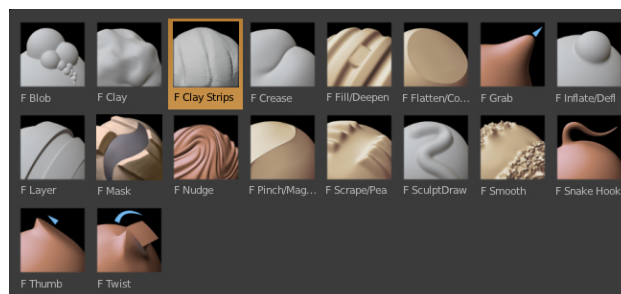 F Blob
F Clay
F Clay Strips
F Crease
F Fill/Deepen
F Flatten/Co...
F Grab
F Inflate/Defl
F Layer
F Mask
F Nudge
F Pinch/Mag...
F Scrape/Pea
F SculptDraw
F Smooth
F Snake Hook
F Thumb
F Twist